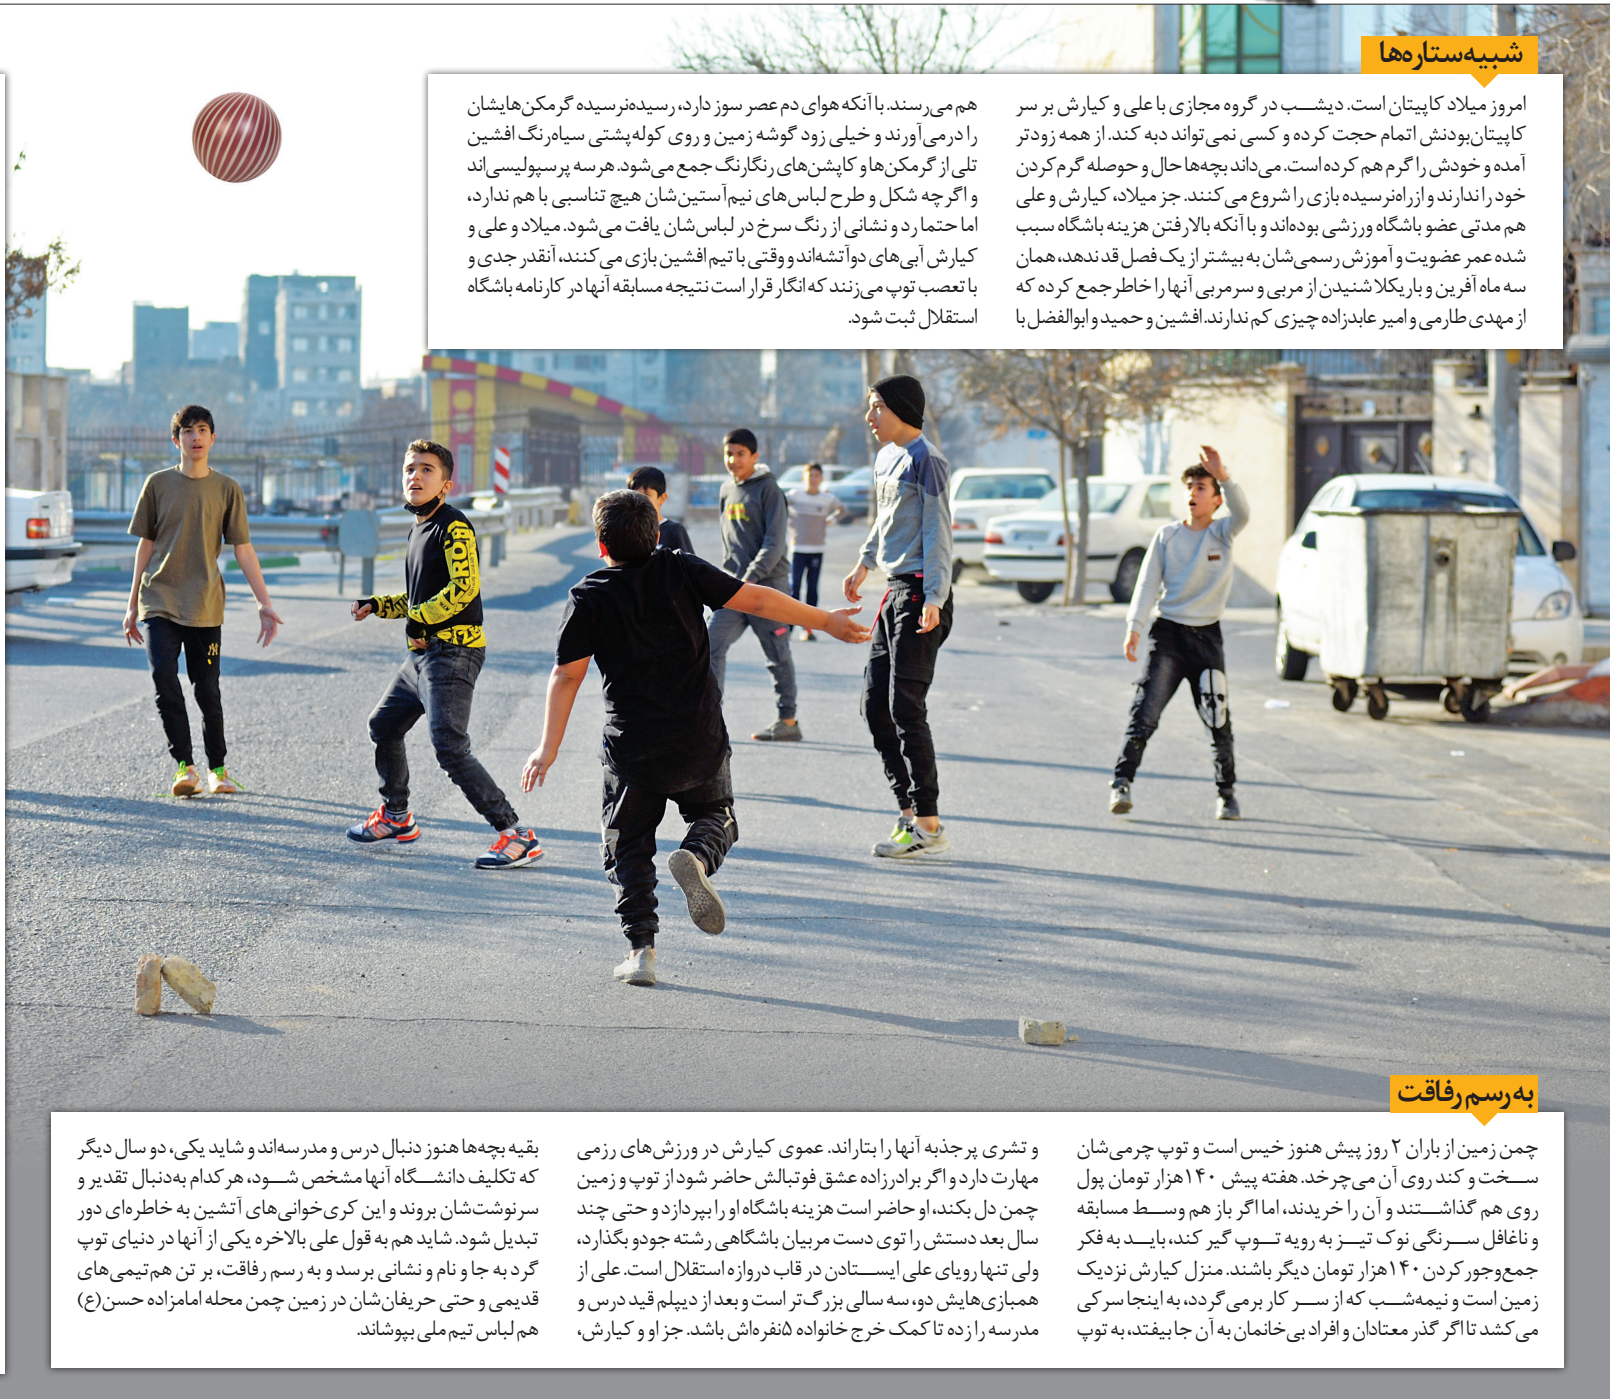 شبیه‌ستاره‌ها
امروز میلاد کاپیتان است. دیشب در گروه مجازی با علی و کیارش بر سر
کاپیتان‌بودنش اتمام حجت کرده و کسی نمی‌تواند دبه کند. از همه زودتر
آمده و خودش را گرم هم کرده است. می‌داند بچه‌ها حال و حوصله گرم کردن
خود را ندارند و از راه‌نرسیده بازی را شروع می‌کنند. جز میلاد، کیارش و علی
هم مدتی عضو باشگاه ورزشی بوده‌اند و با آنکه بالا رفتن هزینه باشگاه سبب
شده عمر عضویت و آموزش رسمی‌شان به بیشتر از یک فصل قد ندهد، همان
سه ماه آفرین و باریکلا شنیدن از مربی و سرمربی آنها را خاطرجمع کرده که
از مهدی طارمی و امیر عابدزاده چیزی کم ندارند. افشین و حمید و ابوالفضل با
هم می‌رسند. با آنکه هوای دم عصر سوز دارد، رسیده‌نرسیده گرمکن‌هایشان
را درمی‌آورند و خیلی زود گوشه زمین و روی کوله‌پشتی سیاه‌رنگ افشین
تلی از گرمکن‌ها و کاپشن‌های رنگارنگ جمع می‌شود. هرسه پرسپولیسی‌اند
و اگرچه شکل و طرح لباس‌های نیم‌آستین‌شان هیچ تناسبی با هم ندارد،
اما حتما رد و نشانی از رنگ سرخ در لباس‌شان یافت می‌شود. میلاد و علی و
کیارش آبی‌های دوآتشه‌اند و وقتی با تیم افشین بازی می‌کنند، آنقدر جدی و
با تعصب توپ می‌زنند که انگار قرار است نتیجه مسابقه آنها در کارنامه باشگاه
استقلال ثبت شود.
به رسم رفاقت
چمن زمین از باران ۲ روز پیش هنوز خیس است و توپ چرمی‌شان
سخت و کند روی آن می‌چرخد. هفته پیش ۱۴۰هزار تومان پول
روی هم گذاشتند و آن را خریدند، اما اگر باز هم وسط مسابقه
و ناغافل سرنگی نوک تیز به رویه توپ گیر کند، باید به فکر
جمع‌وجور کردن ۱۴۰هزار تومان دیگر باشند. منزل کیارش نزدیک
زمین است و نیمه‌شب که از سر کار برمی‌گردد، به اینجا سرکی
می‌کشد تا اگر گذر معتادان و افراد بی‌خانمان به آن جا بیفتد، به توپ
و تشری پرجذبه آنها را بتاراند. عموی کیارش در ورزش‌های رزمی
مهارت دارد و اگر برادرزاده عشق فوتبالش حاضر شود از توپ و زمین
چمن دل بکند، او حاضر است هزینه باشگاه او را بپردازد و حتی چند
سال بعد دستش را توی دست مربیان باشگاهی رشته جودو بگذارد،
ولی تنها رویای علی ایستادن در قاب دروازه استقلال است. علی از
همبازی‌هایش دو، سه سالی بزرگ‌تر است و بعد از دیپلم قید درس و
مدرسه را زده تا کمک خرج خانواده ۵نفره‌اش باشد. جز او و کیارش،
بقیه بچه‌ها هنوز دنبال درس و مدرسه‌اند و شاید یکی، دو سال دیگر
که تکلیف دانشگاه آنها مشخص شود، هر کدام به‌دنبال تقدیر و
سرنوشت‌شان بروند و این کری‌خوانی‌های آتشین به خاطره‌ای دور
تبدیل شود. شاید هم به قول علی بالاخره یکی از آنها در دنیای توپ
گرد به جا و نام و نشانی برسد و به رسم رفاقت، بر تن هم‌تیمی‌های
قدیمی و حتی حریفان‌شان در زمین چمن محله امامزاده حسن(ع)
هم لباس تیم ملی بپوشاند.